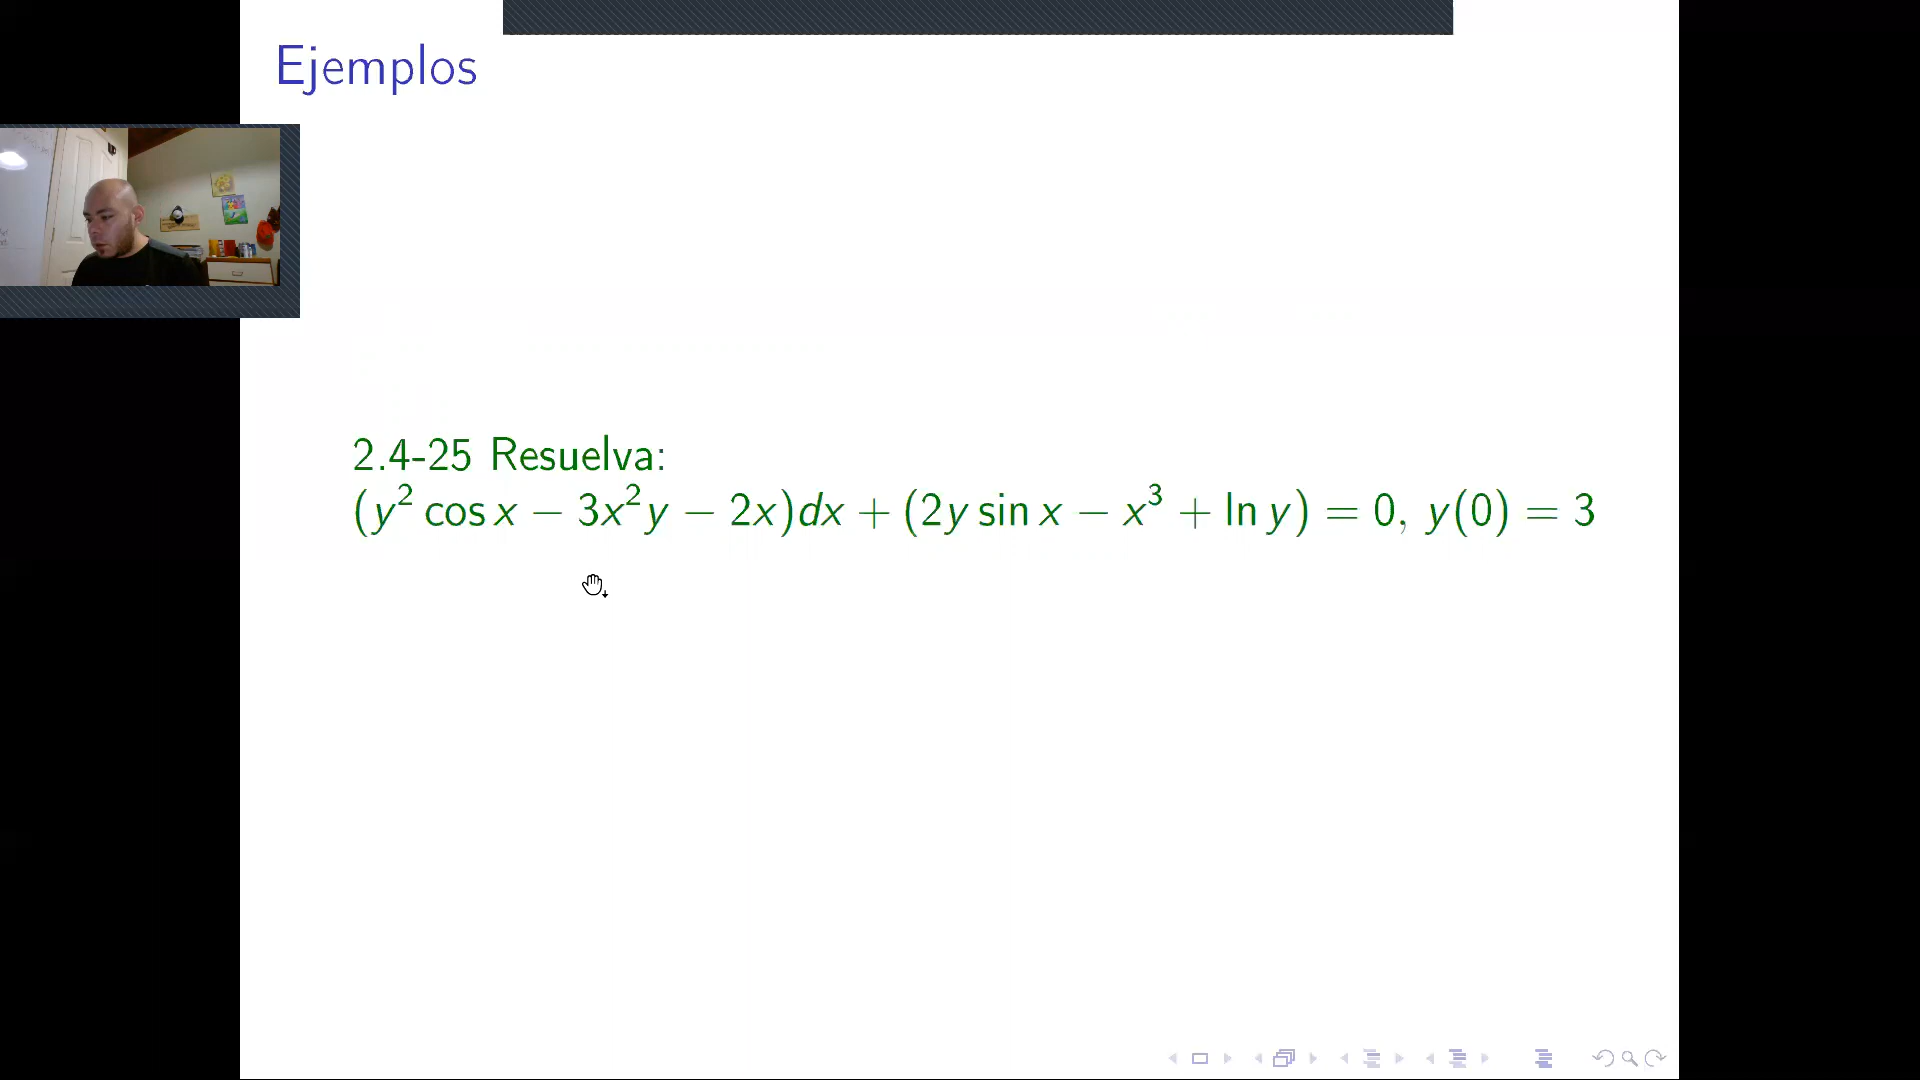 Ejemplos
2.4-25 Resuelva:
(y² cos x − 3x²y − 2x)dx + (2y sin x − x³ + ln y) = 0, y(0) = 3